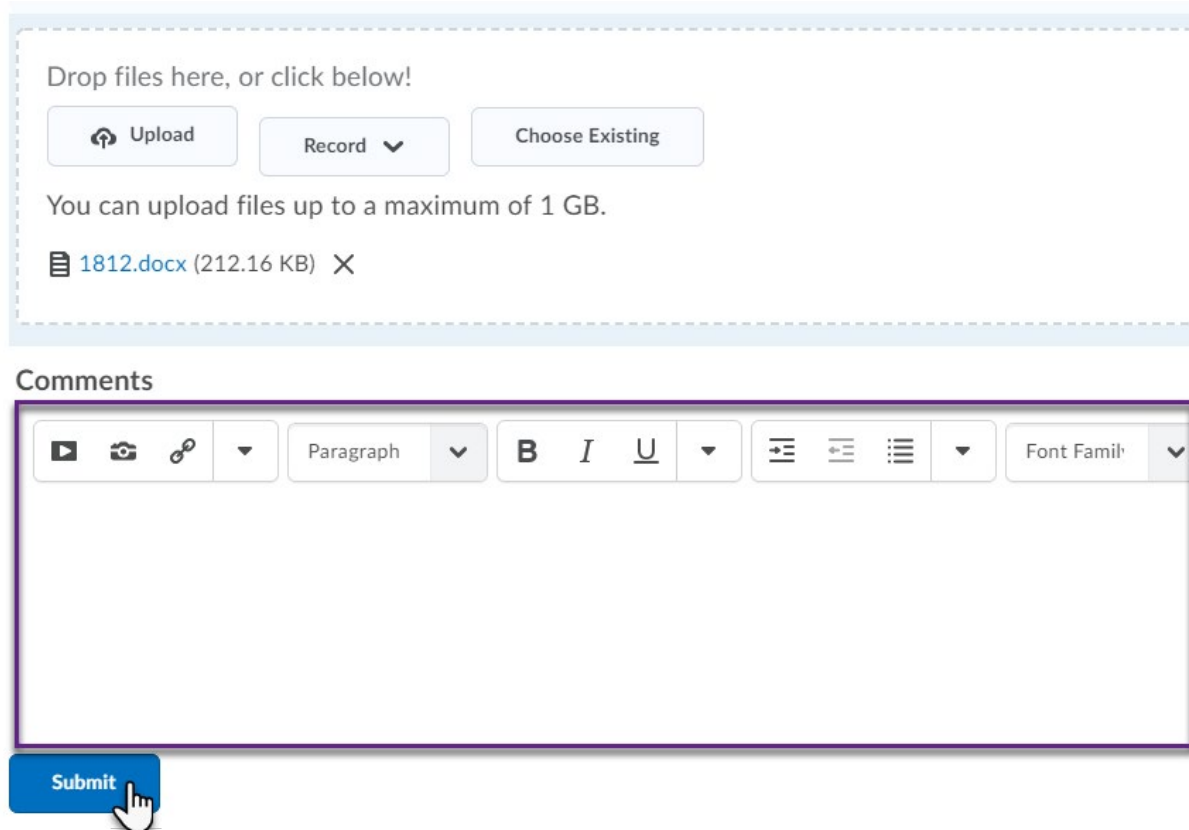 Drop files here, or click below!
Upload Record Choose Existing
You can upload files up to a maximum of 1 GB.
1812.docx (212.16 KB)
Comments
Paragraph B I U Font Famil
Submit